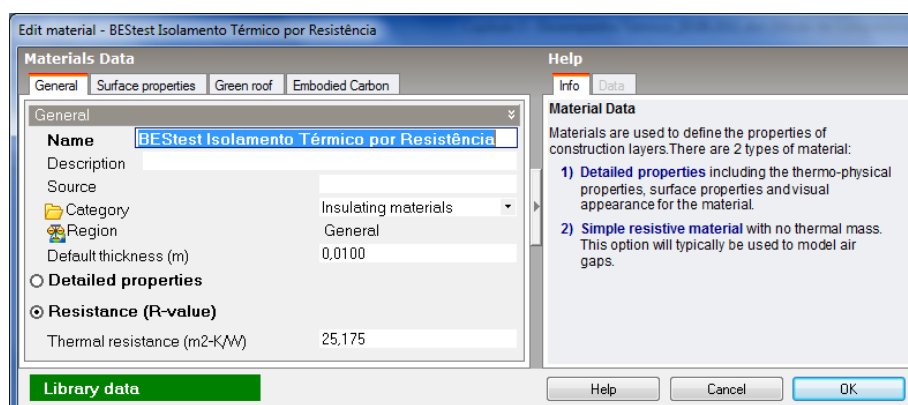 Edit material - BEStest Isolamento Térmico por Resistência
Materials Data
General Surface properties Green roof Embodied Carbon
General
Name BEStest Isolamento Térmico por Resistência
Description
Source
Category Insulating materials
Region General
Default thickness (m) 0,0100
Detailed properties
Resistance (R-value)
Thermal resistance (m2-K/W) 25,175
Library data
Help
Info Data
Material Data
Materials are used to define the properties of
construction layers.There are 2 types of material:
1) Detailed properties including the thermo-physical
properties, surface properties and visual
appearance for the material.
2) Simple resistive material with no thermal mass.
This option will typically be used to model air
gaps.
Help Cancel OK